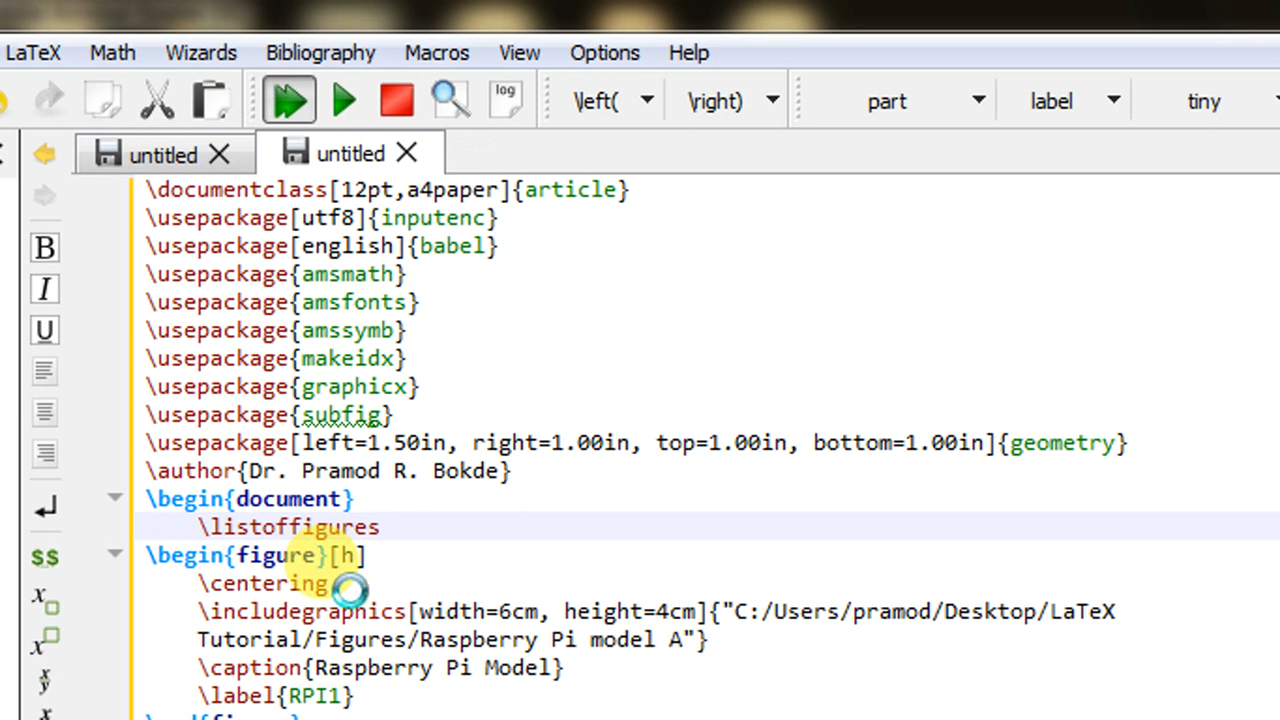 LaTeX Math Wizards Bibliography Macros View Options Help
log \left( \right) part label tiny
untitled untitled
\documentclass[12pt,a4paper]{article}
\usepackage[utf8]{inputenc}
\usepackage[english]{babel}
\usepackage{amsmath}
\usepackage{amsfonts}
\usepackage{amssymb}
\usepackage{makeidx}
\usepackage{graphicx}
\usepackage{subfig}
\usepackage[left=1.50in, right=1.00in, top=1.00in, bottom=1.00in]{geometry}
\author{Dr. Pramod R. Bokde}
\begin{document}
\listoffigures
\begin{figure}[h]
\centering
\includegraphics[width=6cm, height=4cm]{"C:/Users/pramod/Desktop/LaTeX
Tutorial/Figures/Raspberry Pi model A"}
\caption{Raspberry Pi Model}
\label{RPI1}
B
I
U
$$
x
x
x
y
x